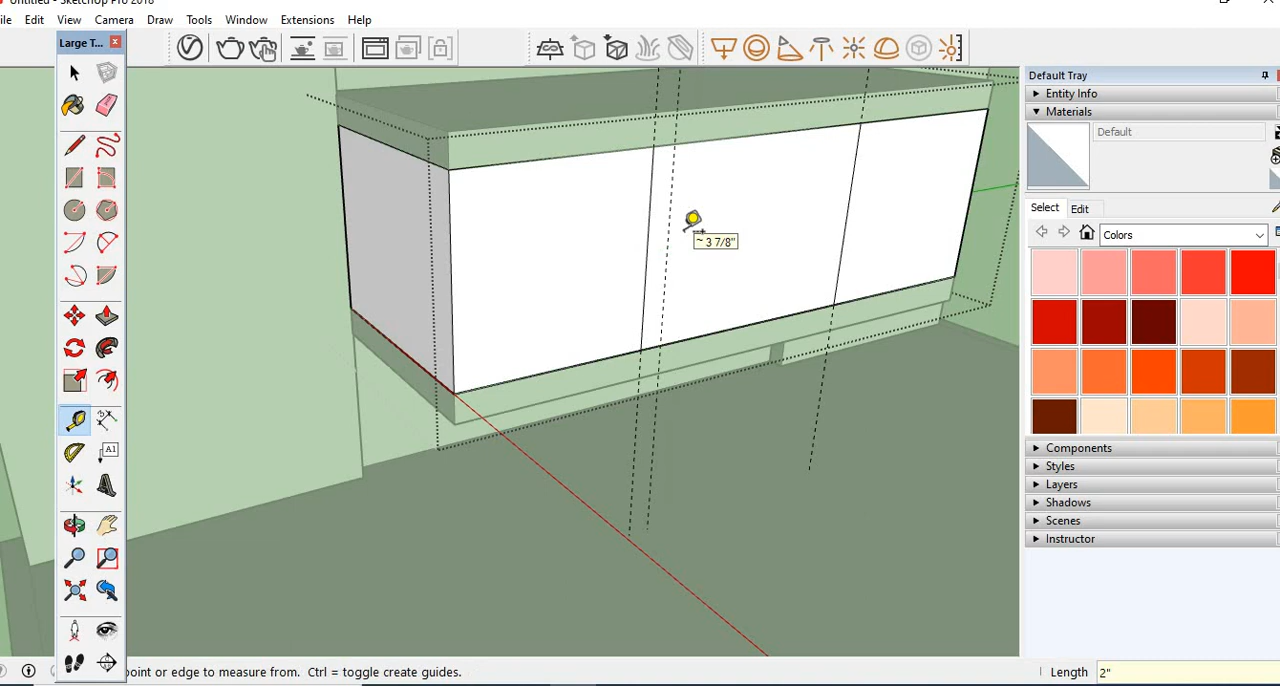 Untitled - SketchUp Pro 2018
ile Edit View Camera Draw Tools Window Extensions Help
Large T...
Default Tray
Entity Info
Materials
Default
Select Edit
Colors
~ 3 7/8"
A1
Components
Styles
Layers
Shadows
Scenes
Instructor
point or edge to measure from. Ctrl = toggle create guides.
Length 2"